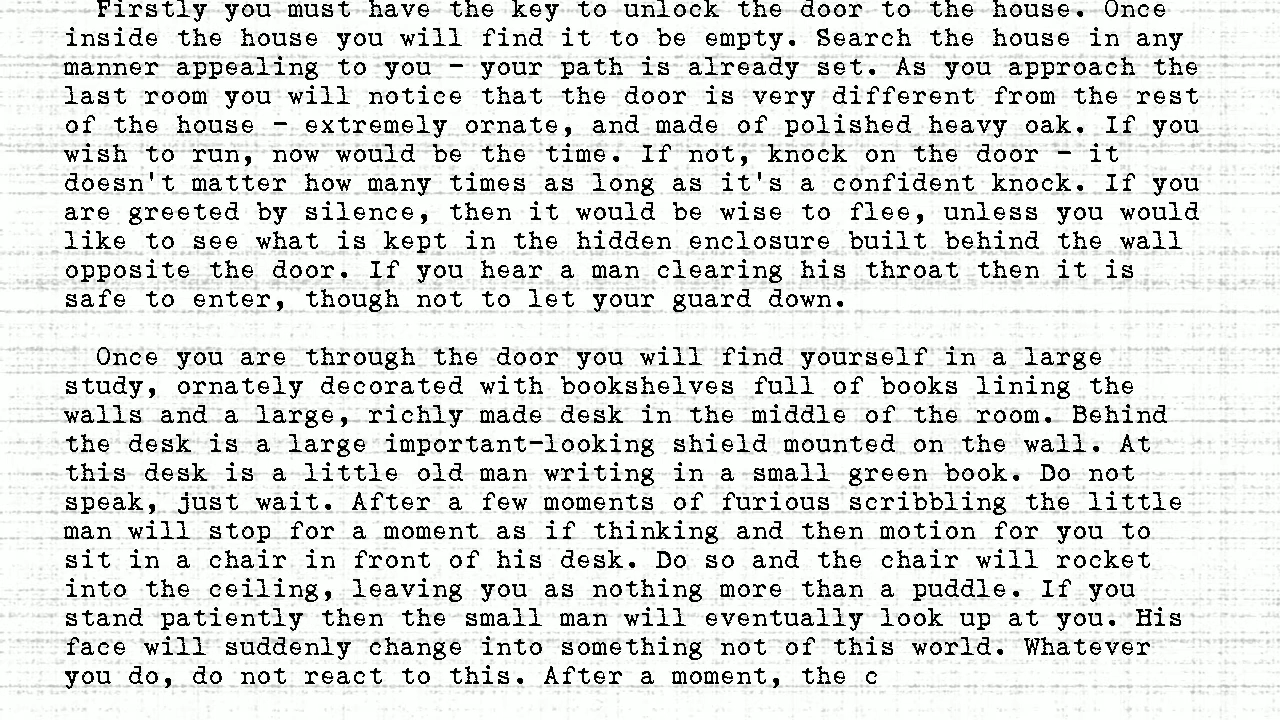 Firstly you must have the key to unlock the door to the house. Once
inside the house you will find it to be empty. Search the house in any
manner appealing to you - your path is already set. As you approach the
last room you will notice that the door is very different from the rest
of the house - extremely ornate, and made of polished heavy oak. If you
wish to run, now would be the time. If not, knock on the door - it
doesn't matter how many times as long as it's a confident knock. If you
are greeted by silence, then it would be wise to flee, unless you would
like to see what is kept in the hidden enclosure built behind the wall
opposite the door. If you hear a man clearing his throat then it is
safe to enter, though not to let your guard down.

Once you are through the door you will find yourself in a large
study, ornately decorated with bookshelves full of books lining the
walls and a large, richly made desk in the middle of the room. Behind
the desk is a large important-looking shield mounted on the wall. At
this desk is a little old man writing in a small green book. Do not
speak, just wait. After a few moments of furious scribbling the little
man will stop for a moment as if thinking and then motion for you to
sit in a chair in front of his desk. Do so and the chair will rocket
into the ceiling, leaving you as nothing more than a puddle. If you
stand patiently then the small man will eventually look up at you. His
face will suddenly change into something not of this world. Whatever
you do, do not react to this. After a moment, the c